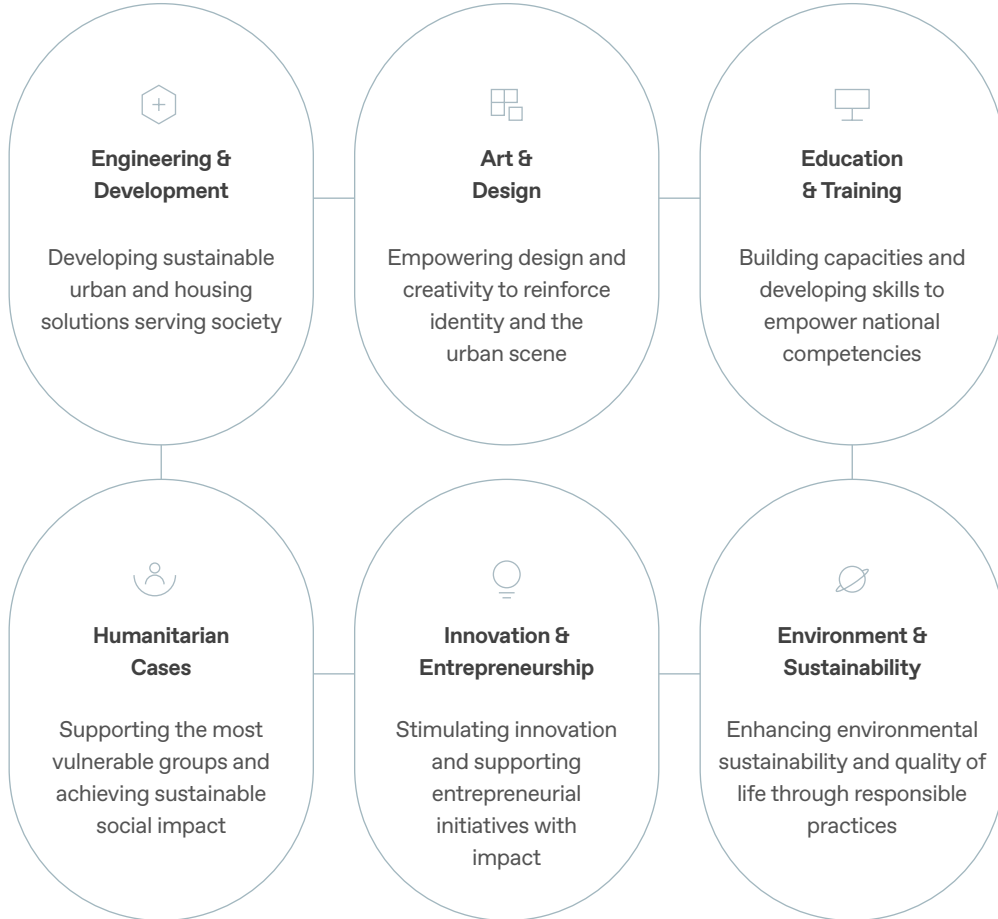 Engineering &
Development
Developing sustainable
urban and housing
solutions serving society
Art &
Design
Empowering design and
creativity to reinforce
identity and the
urban scene
Education
& Training
Building capacities and
developing skills to
empower national
competencies
Humanitarian
Cases
Supporting the most
vulnerable groups and
achieving sustainable
social impact
Innovation &
Entrepreneurship
Stimulating innovation
and supporting
entrepreneurial
initiatives with
impact
Environment &
Sustainability
Enhancing environmental
sustainability and quality of
life through responsible
practices